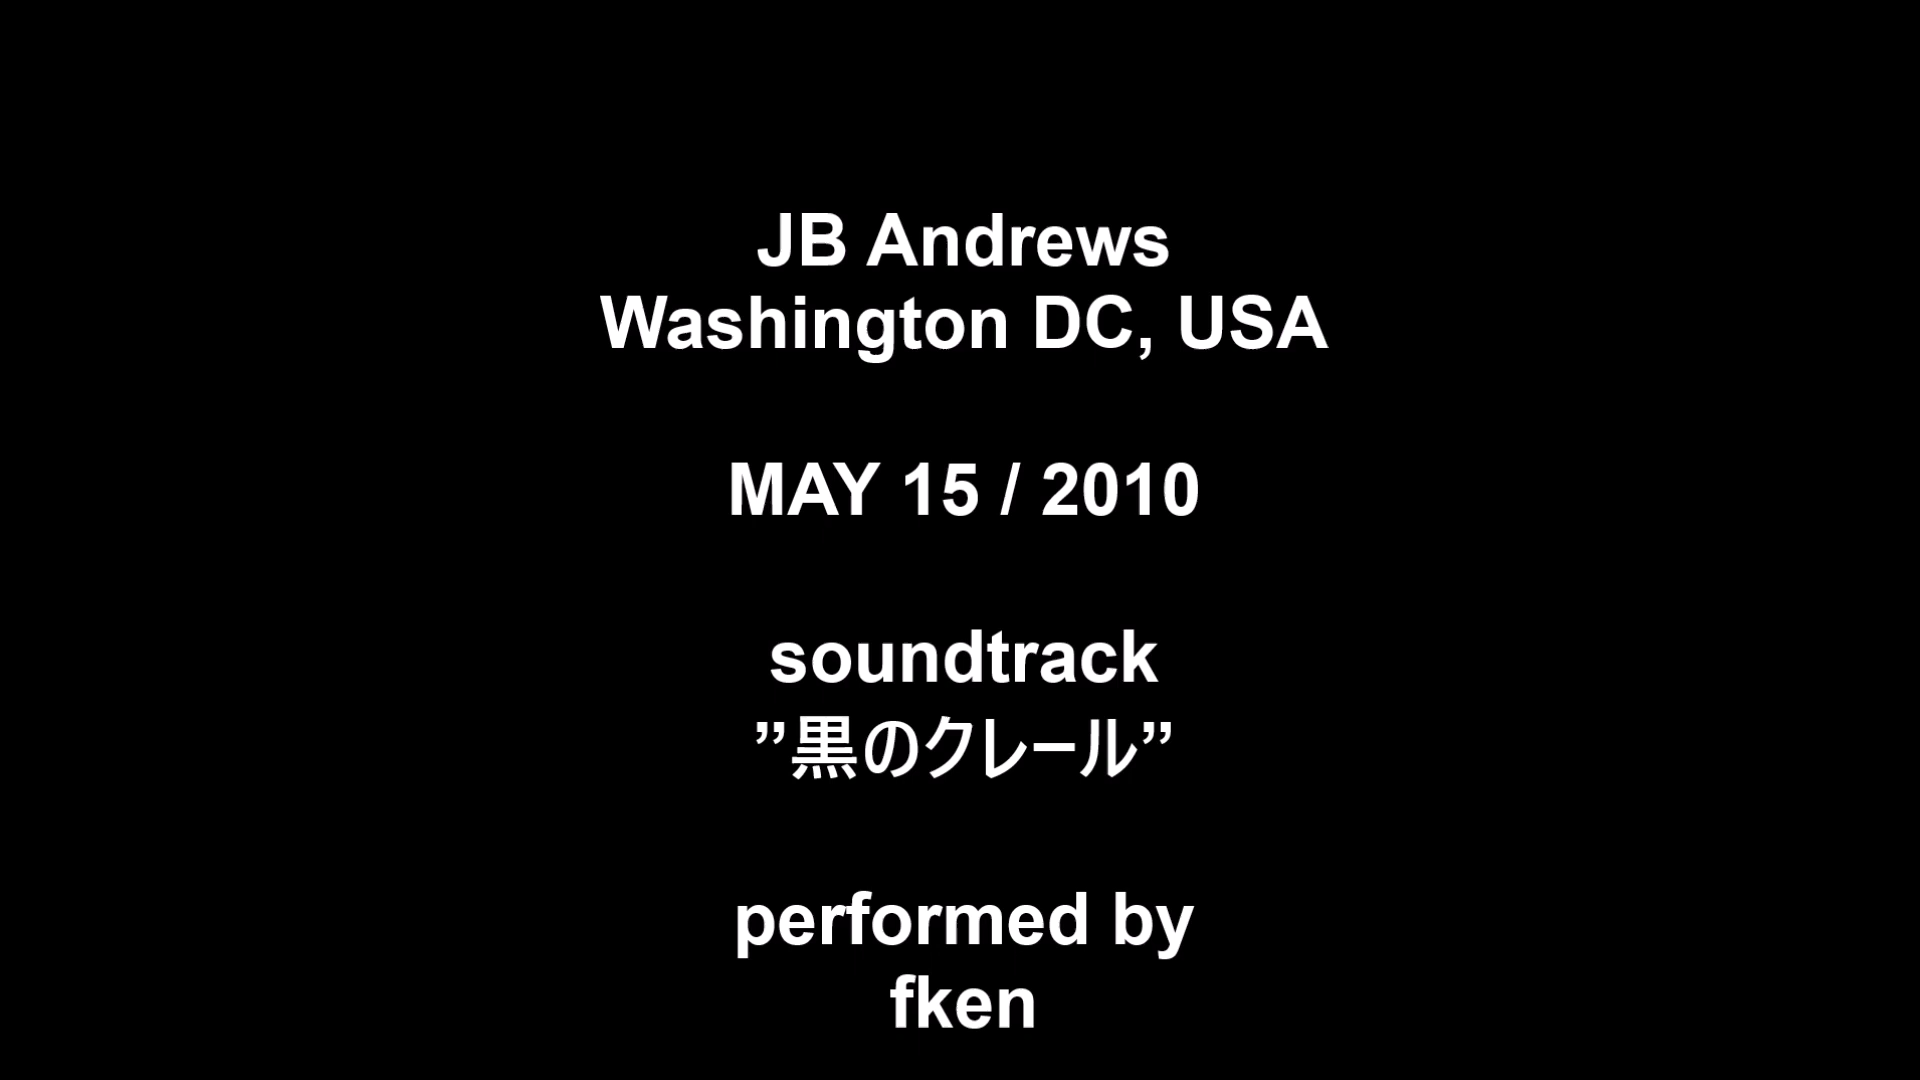 JB Andrews
Washington DC, USA
MAY 15 / 2010
soundtrack
”黒のクレール”
performed by
fken